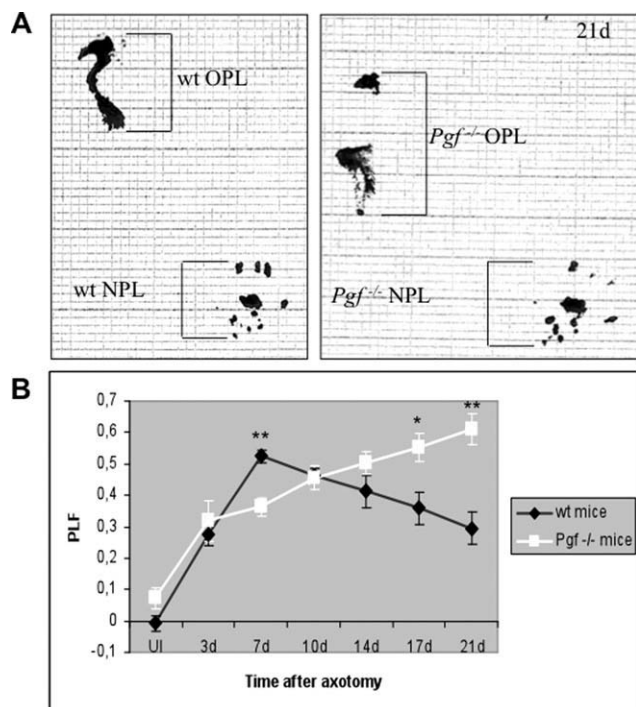 A
21d
wt OPL
Pgf -/- OPL
wt NPL
Pgf -/- NPL
B
0,7
0,6
0,5
0,4
0,3
0,2
0,1
0
-0,1
PLF
** * **
UI 3d 7d 10d 14d 17d 21d
Time after axotomy
wt mice
Pgf -/- mice